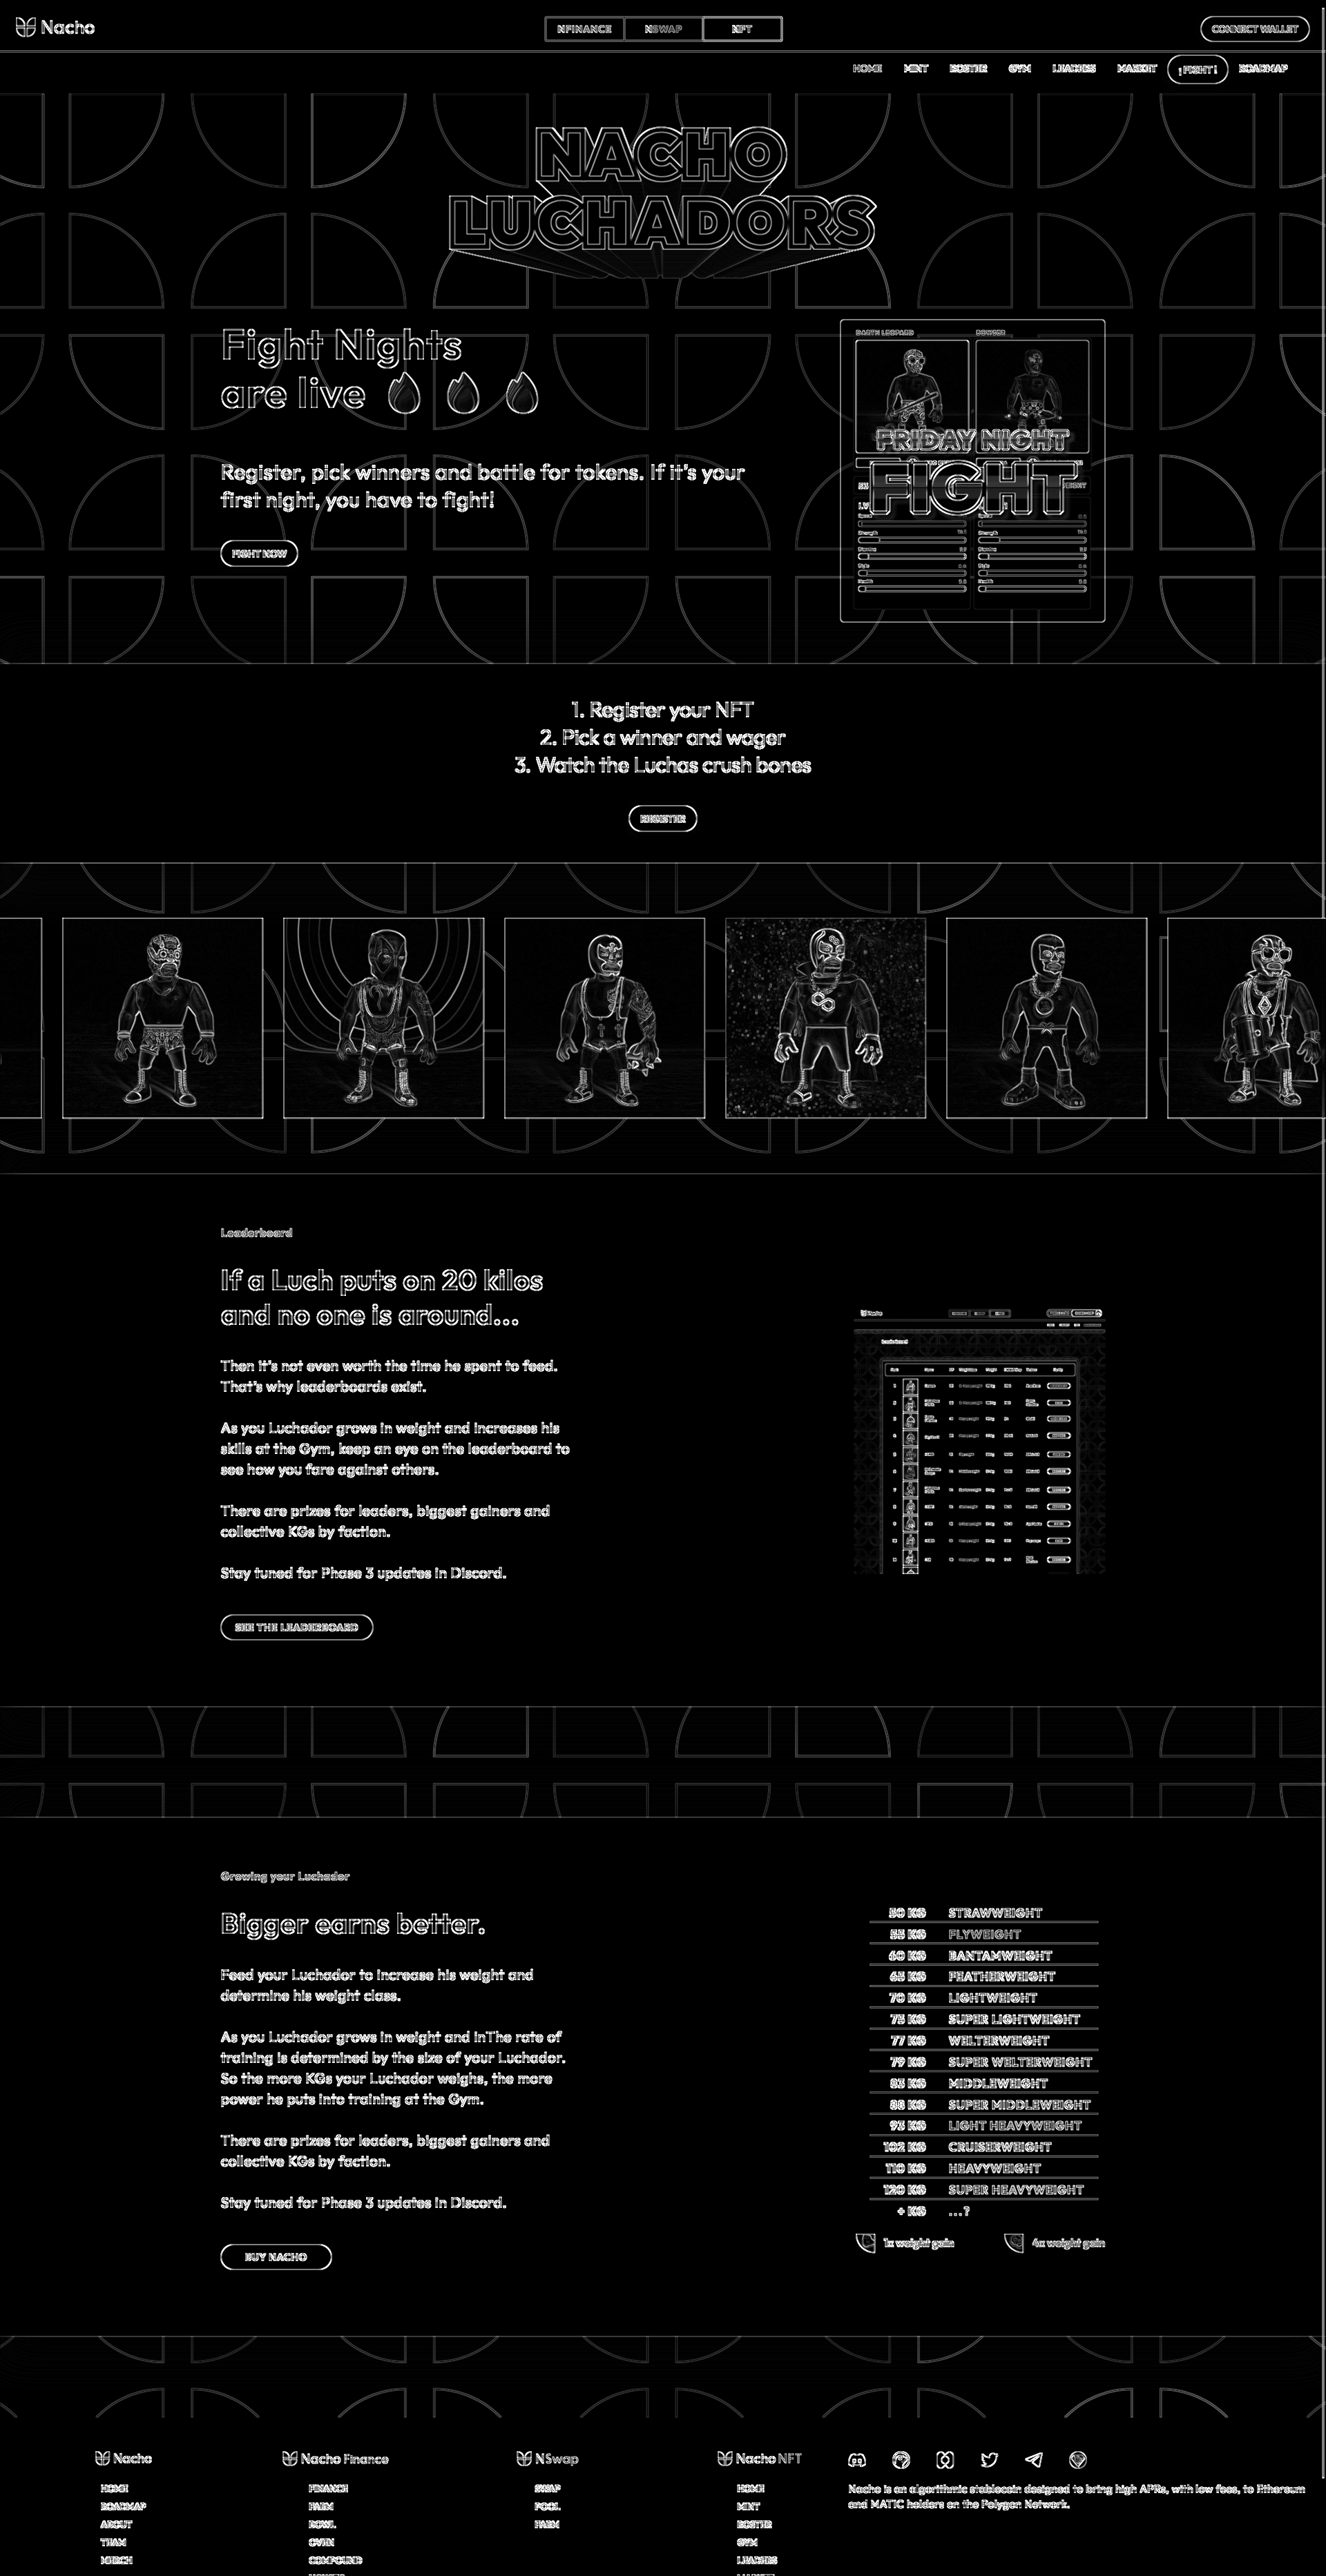 Nacho
NFINANCE NSWAP NFT
CONNECT WALLET
HOME MINT ROSTER GYM LEADERS MARKET ¡FIGHT! ROADMAP
NACHO
LUCHADORS
Fight Nights
are live
Register, pick winners and battle for tokens. If it's your
first night, you have to fight!
FIGHT NOW
DARTH LEOPARD BOWSER
FRIDAY NIGHT
FIGHT
Strength
Style
Health
1. Register your NFT
2. Pick a winner and wager
3. Watch the Luchas crush bones
REGISTER
Leaderboard
If a Luch puts on 20 kilos
and no one is around...
Then it's not even worth the time he spent to feed.
That's why leaderboards exist.
As you Luchador grows in weight and increases his
skills at the Gym, keep an eye on the leaderboard to
see how you fare against others.
There are prizes for leaders, biggest gainers and
collective KGs by faction.
Stay tuned for Phase 3 updates in Discord.
SEE THE LEADERBOARD
Growing your Luchador
Bigger earns better.
Feed your Luchador to increase his weight and
determine his weight class.
As you Luchador grows in weight and inThe rate of
training is determined by the size of your Luchador.
So the more KGs your Luchador weighs, the more
power he puts into training at the Gym.
There are prizes for leaders, biggest gainers and
collective KGs by faction.
Stay tuned for Phase 3 updates in Discord.
BUY NACHO
50 KG STRAWWEIGHT
55 KG FLYWEIGHT
60 KG BANTAMWEIGHT
65 KG FEATHERWEIGHT
70 KG LIGHTWEIGHT
75 KG SUPER LIGHTWEIGHT
77 KG WELTERWEIGHT
79 KG SUPER WELTERWEIGHT
83 KG MIDDLEWEIGHT
88 KG SUPER MIDDLEWEIGHT
93 KG LIGHT HEAVYWEIGHT
102 KG CRUISERWEIGHT
110 KG HEAVYWEIGHT
120 KG SUPER HEAVYWEIGHT
+ KG ...?
1x weight gain 4x weight gain
Nacho
HOME
ROADMAP
ABOUT
TEAM
MERCH
Nacho Finance
FINANCE
FARM
BOWL
OVEN
COMPOUND
NSwap
SWAP
POOL
FARM
Nacho NFT
HOME
MINT
ROSTER
GYM
LEADERS
Nacho is an algorithmic stablecoin designed to bring high APRs, with low fees, to Ethereum
and MATIC holders on the Polygon Network.